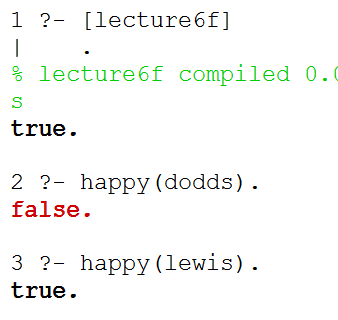 1 ?- [lecture6f]
|    .
% lecture6f compiled 0.0
s
true.
2 ?- happy(dodds).
false.
3 ?- happy(lewis).
true.